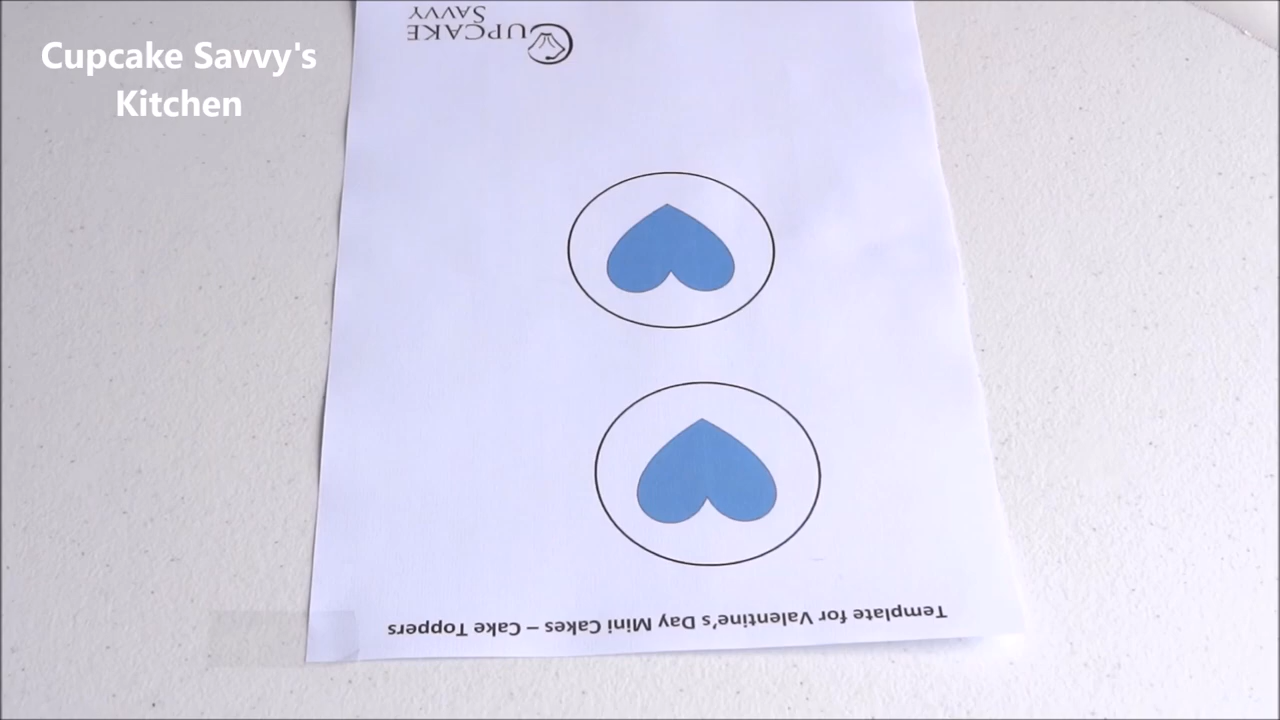 Cupcake Savvy's
Kitchen
CUPCAKE
SAVVY
Template for Valentine's Day Mini Cakes – Cake Toppers